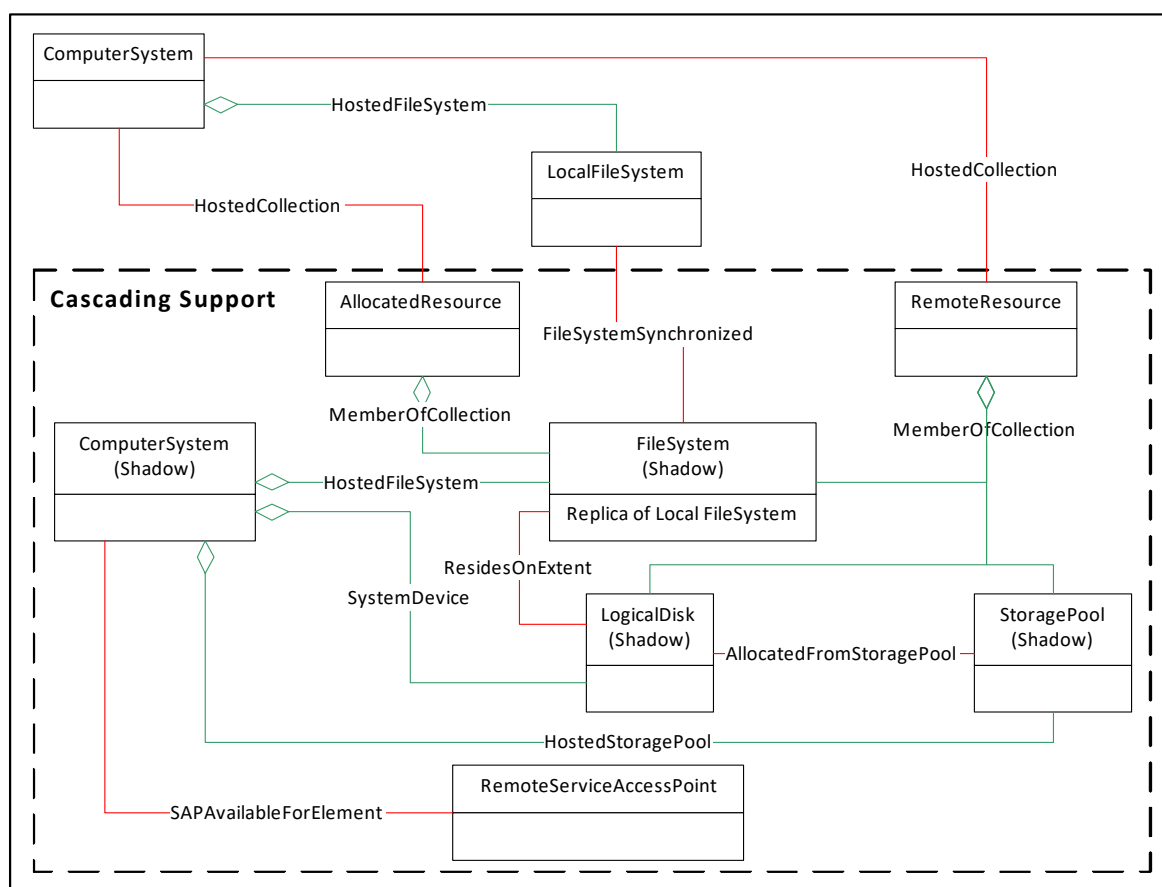 ComputerSystem
HostedFileSystem
LocalFileSystem
HostedCollection
HostedCollection
Cascading Support
AllocatedResource
RemoteResource
FileSystemSynchronized
MemberOfCollection
MemberOfCollection
ComputerSystem
(Shadow)
FileSystem
(Shadow)
HostedFileSystem
Replica of Local FileSystem
ResidesOnExtent
SystemDevice
LogicalDisk
(Shadow)
StoragePool
(Shadow)
AllocatedFromStoragePool
HostedStoragePool
RemoteServiceAccessPoint
SAPAvailableForElement